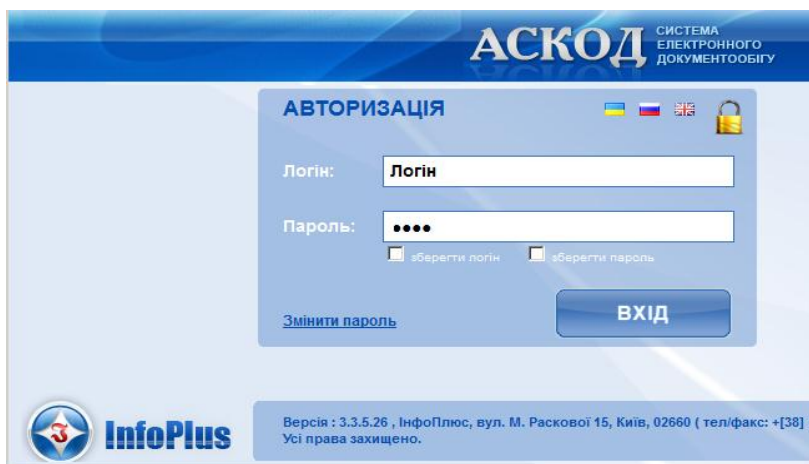 АСКОД
СИСТЕМА
ЕЛЕКТРОННОГО
ДОКУМЕНТООБІГУ
АВТОРИЗАЦІЯ
Логін:
Логін
Пароль:
зберегти логін
зберегти пароль
Змінити пароль
ВХІД
InfoPlus
Версія : 3.3.5.26 , ІнфоПлюс, вул. М. Раскової 15, Київ, 02660 ( тел/факс: +[38]
Усі права захищено.